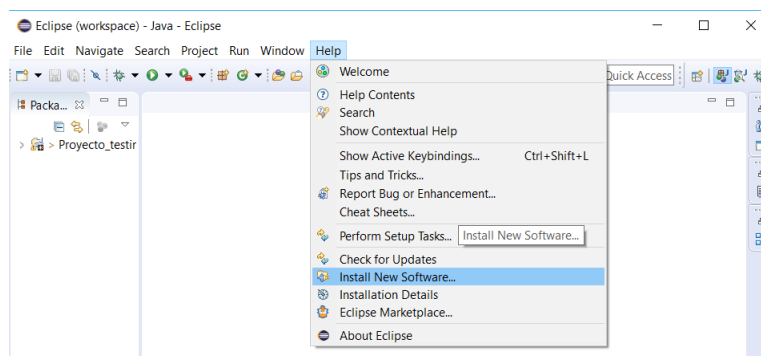 Eclipse (workspace) - Java - Eclipse
File Edit Navigate Search Project Run Window Help
Quick Access
Packa...
> Proyecto_testir
Welcome
Help Contents
Search
Show Contextual Help
Show Active Keybindings... Ctrl+Shift+L
Tips and Tricks...
Report Bug or Enhancement...
Cheat Sheets...
Perform Setup Tasks... Install New Software...
Check for Updates
Install New Software...
Installation Details
Eclipse Marketplace...
About Eclipse